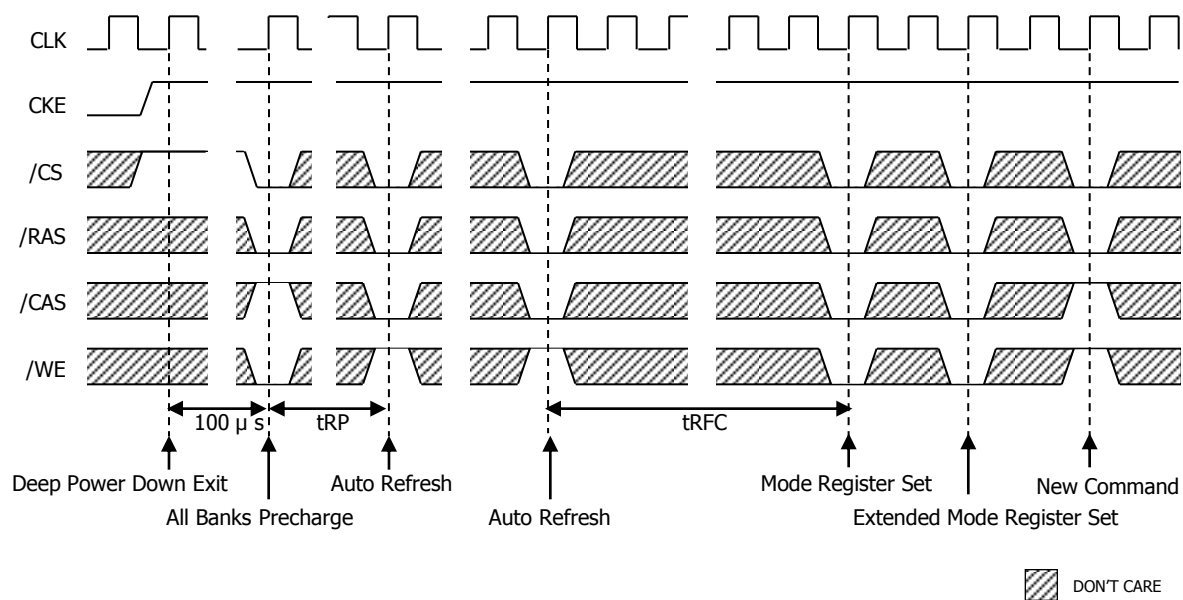 CLK
CKE
/CS
/RAS
/CAS
/WE
100 μ s
tRP
tRFC
Deep Power Down Exit
Auto Refresh
Mode Register Set
New Command
All Banks Precharge
Auto Refresh
Extended Mode Register Set
DON'T CARE